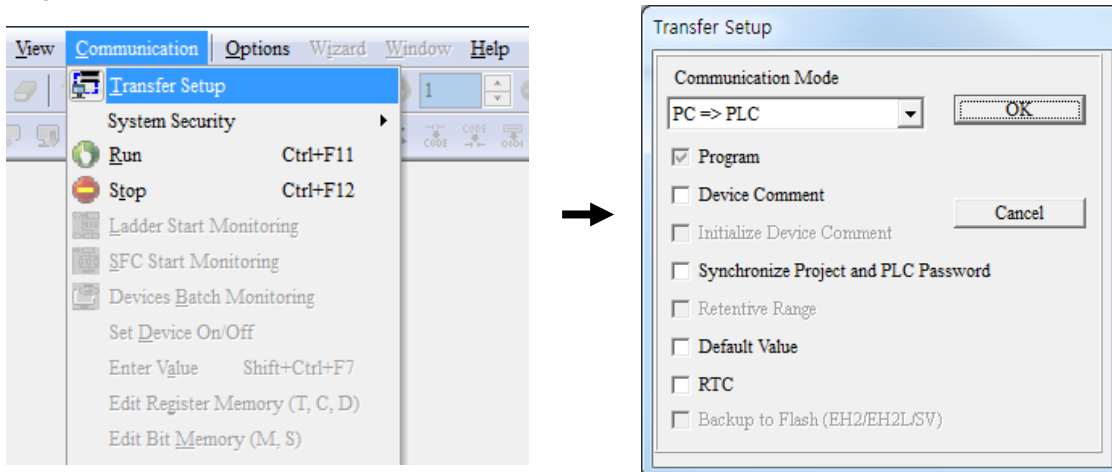 View Communication Options Wizard Window Help
1
Transfer Setup
System Security
CODE CODE
Run Ctrl+F11
Stop Ctrl+F12
Ladder Start Monitoring
SFC Start Monitoring
Devices Batch Monitoring
Set Device On/Off
Enter Value Shift+Ctrl+F7
Edit Register Memory (T, C, D)
Edit Bit Memory (M, S)
Transfer Setup
Communication Mode
PC => PLC
OK
Program
Device Comment
Cancel
Initialize Device Comment
Synchronize Project and PLC Password
Retentive Range
Default Value
RTC
Backup to Flash (EH2/EH2L/SV)